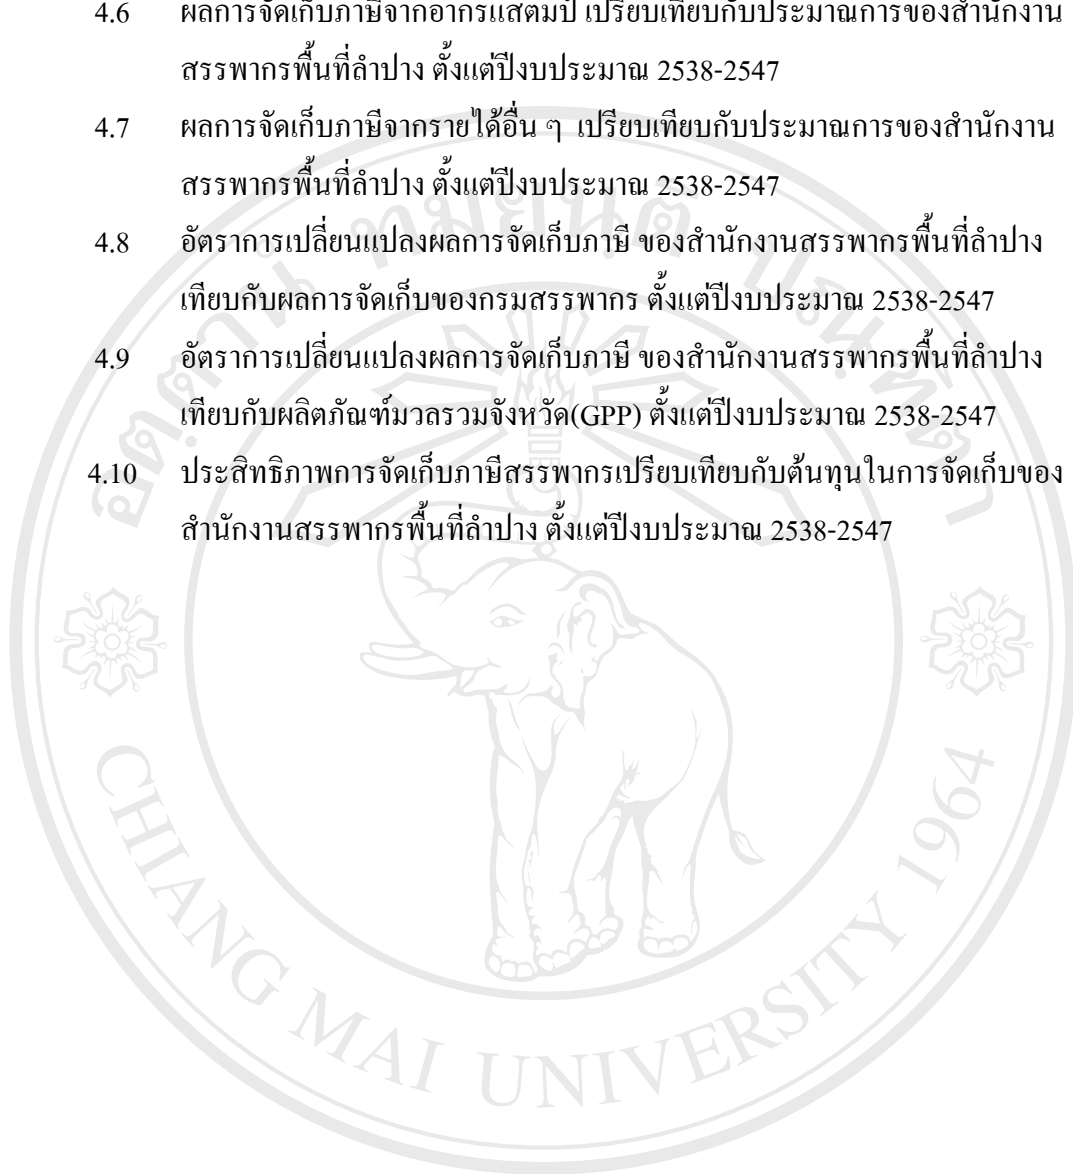 4.6 ผลการจัดเก็บภาษีจากอากรแสตมป์ เปรียบเทียบกับประมาณการของสำนักงาน
สรรพากรพื้นที่ลำปาง ตั้งแต่ปีงบประมาณ 2538-2547
4.7 ผลการจัดเก็บภาษีจากรายได้อื่น ๆ เปรียบเทียบกับประมาณการของสำนักงาน
สรรพากรพื้นที่ลำปาง ตั้งแต่ปีงบประมาณ 2538-2547
4.8 อัตราการเปลี่ยนแปลงผลการจัดเก็บภาษี ของสำนักงานสรรพากรพื้นที่ลำปาง
เทียบกับผลการจัดเก็บของกรมสรรพากร ตั้งแต่ปีงบประมาณ 2538-2547
4.9 อัตราการเปลี่ยนแปลงผลการจัดเก็บภาษี ของสำนักงานสรรพากรพื้นที่ลำปาง
เทียบกับผลิตภัณฑ์มวลรวมจังหวัด(GPP) ตั้งแต่ปีงบประมาณ 2538-2547
4.10 ประสิทธิภาพการจัดเก็บภาษีสรรพากรเปรียบเทียบกับต้นทุนในการจัดเก็บของ
สำนักงานสรรพากรพื้นที่ลำปาง ตั้งแต่ปีงบประมาณ 2538-2547
อตฺตานํ ทมยนฺติ ปณฺฑิตา
CHIANG MAI UNIVERSITY 1964